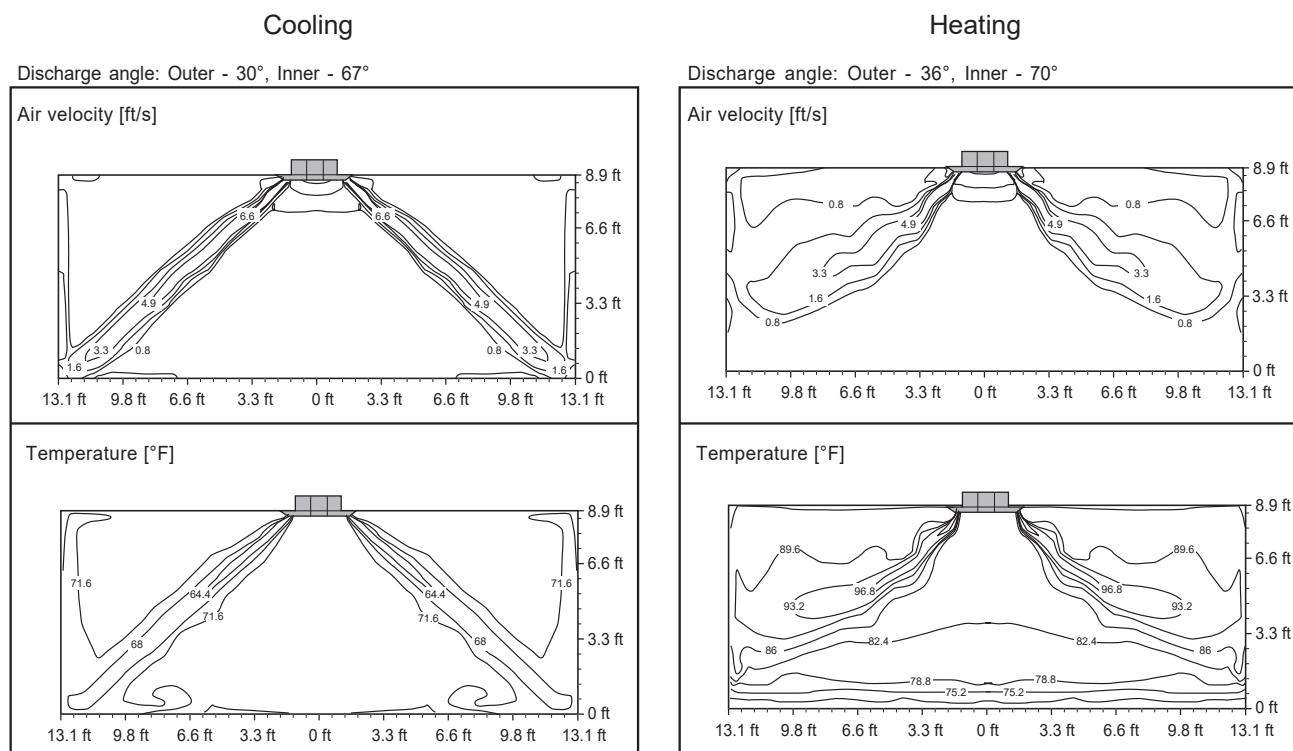 Cooling
Discharge angle: Outer - 30°, Inner - 67°
Air velocity [ft/s]
8.9 ft
6.6
6.6
6.6 ft
4.9
4.9
3.3 ft
3.3
0.8
0.8
3.3
1.6
1.6
0 ft
13.1 ft 9.8 ft 6.6 ft 3.3 ft 0 ft 3.3 ft 6.6 ft 9.8 ft 13.1 ft
Temperature [°F]
8.9 ft
6.6 ft
71.6
71.6
64.4
64.4
71.6
71.6
68
68
3.3 ft
0 ft
13.1 ft 9.8 ft 6.6 ft 3.3 ft 0 ft 3.3 ft 6.6 ft 9.8 ft 13.1 ft
Heating
Discharge angle: Outer - 36°, Inner - 70°
Air velocity [ft/s]
8.9 ft
0.8
0.8
6.6 ft
4.9
4.9
3.3
3.3
3.3 ft
1.6
1.6
0.8
0.8
0 ft
13.1 ft 9.8 ft 6.6 ft 3.3 ft 0 ft 3.3 ft 6.6 ft 9.8 ft 13.1 ft
Temperature [°F]
8.9 ft
89.6
89.6
6.6 ft
96.8
96.8
93.2
93.2
3.3 ft
86
82.4
82.4
86
78.8
78.8
75.2
75.2
0 ft
13.1 ft 9.8 ft 6.6 ft 3.3 ft 0 ft 3.3 ft 6.6 ft 9.8 ft 13.1 ft